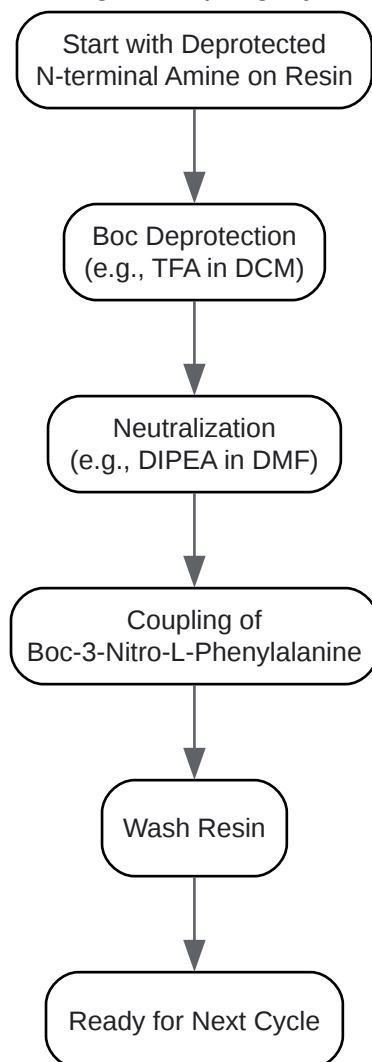 Start with Deprotected
N-terminal Amine on Resin
Boc Deprotection
(e.g., TFA in DCM)
Neutralization
(e.g., DIPEA in DMF)
Coupling of
Boc-3-Nitro-L-Phenylalanine
Wash Resin
Ready for Next Cycle